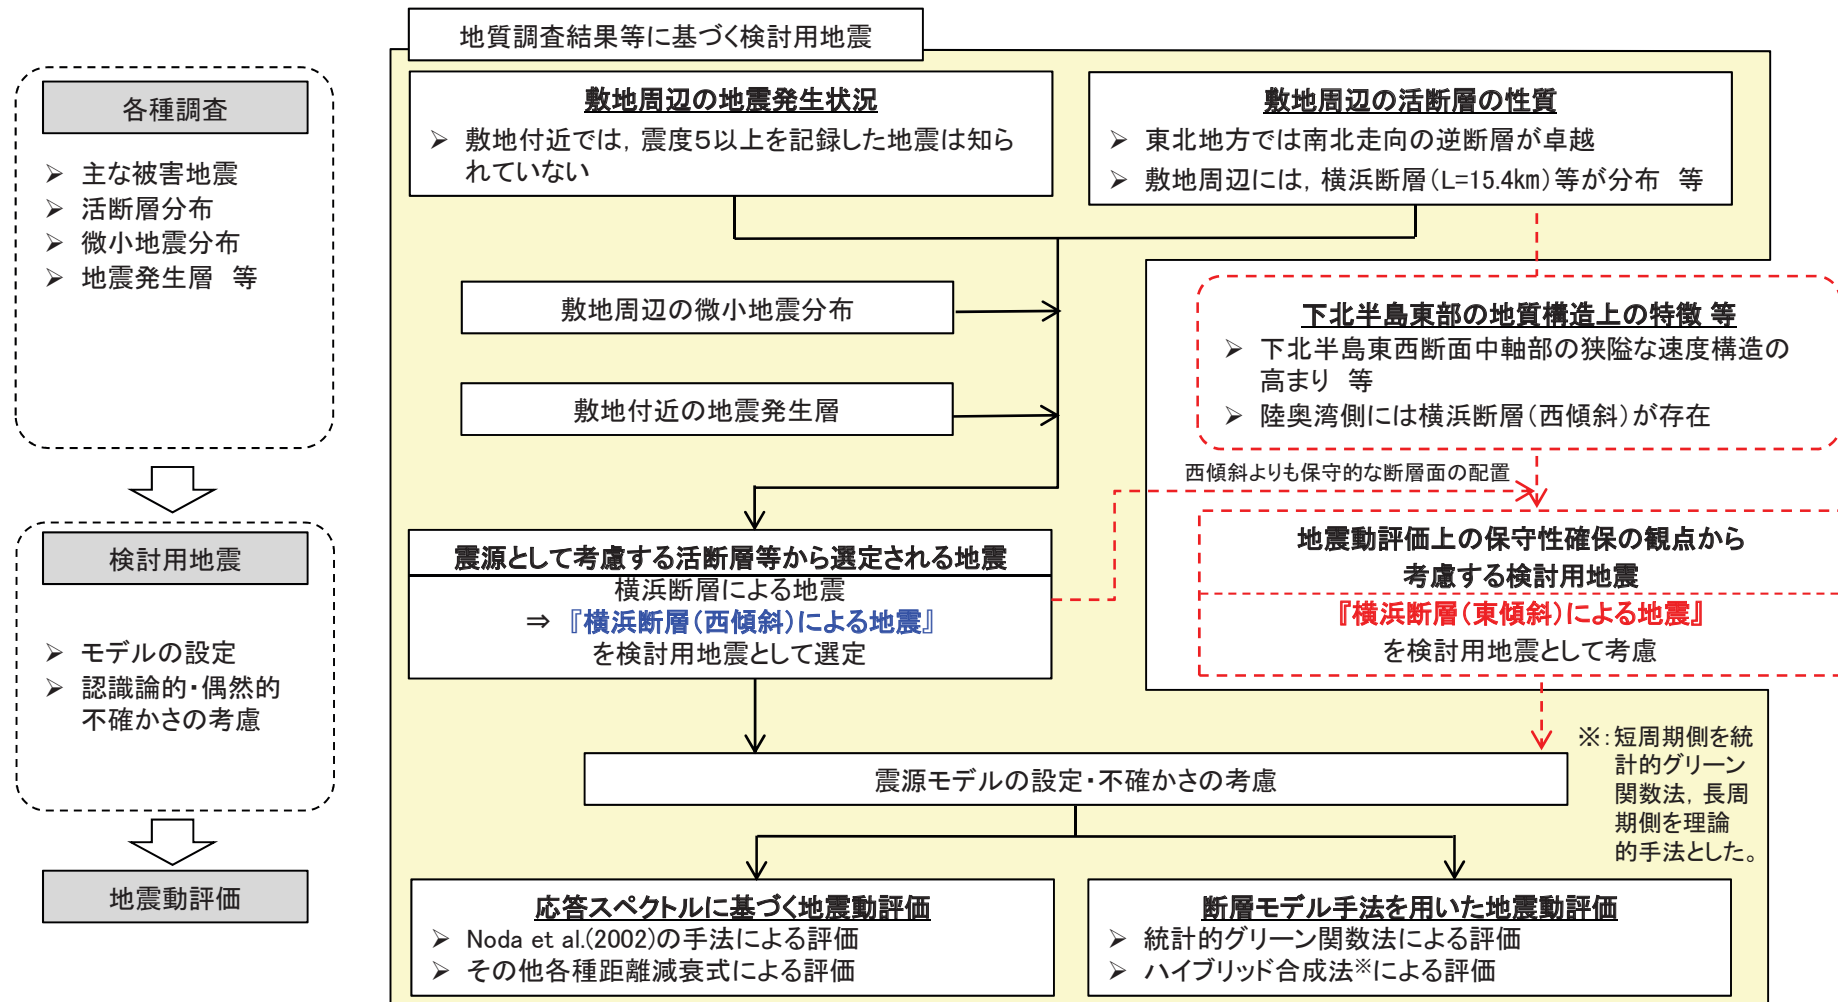 地質調査結果等に基づく検討用地震
各種調査
➢ 主な被害地震
➢ 活断層分布
➢ 微小地震分布
➢ 地震発生層　等
敷地周辺の地震発生状況
➢ 敷地付近では，震度５以上を記録した地震は知ら
れていない
敷地周辺の活断層の性質
➢ 東北地方では南北走向の逆断層が卓越
➢ 敷地周辺には，横浜断層（L=15.4km）等が分布　等
敷地周辺の微小地震分布
敷地付近の地震発生層
下北半島東部の地質構造上の特徴 等
➢ 下北半島東西断面中軸部の狭隘な速度構造の
高まり　等
➢ 陸奥湾側には横浜断層（西傾斜）が存在
西傾斜よりも保守的な断層面の配置
検討用地震
➢ モデルの設定
➢ 認識論的・偶然的
不確かさの考慮
震源として考慮する活断層等から選定される地震
横浜断層による地震
⇒ 『横浜断層（西傾斜）による地震』
を検討用地震として選定
地震動評価上の保守性確保の観点から
考慮する検討用地震
『横浜断層（東傾斜）による地震』
を検討用地震として考慮
震源モデルの設定・不確かさの考慮
※：短周期側を統
計的グリーン
関数法，長周
期側を理論
的手法とした。
地震動評価
応答スペクトルに基づく地震動評価
➢ Noda et al.(2002)の手法による評価
➢ その他各種距離減衰式による評価
断層モデル手法を用いた地震動評価
➢ 統計的グリーン関数法による評価
➢ ハイブリッド合成法※による評価